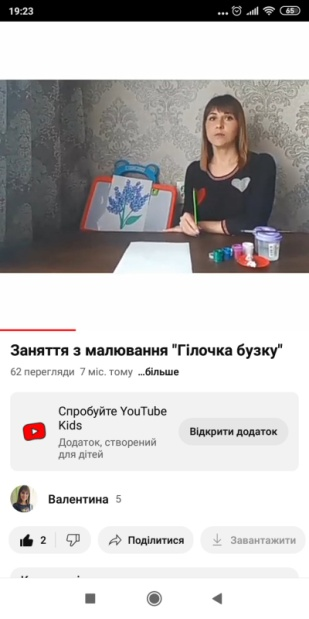 19:23
65
Заняття з малювання "Гілочка бузку"
62 перегляди 7 міс. тому ...більше
Спробуйте YouTube
Kids
Додаток, створений
для дітей
Відкрити додаток
Валентина 5
2
Поділитися
Завантажити